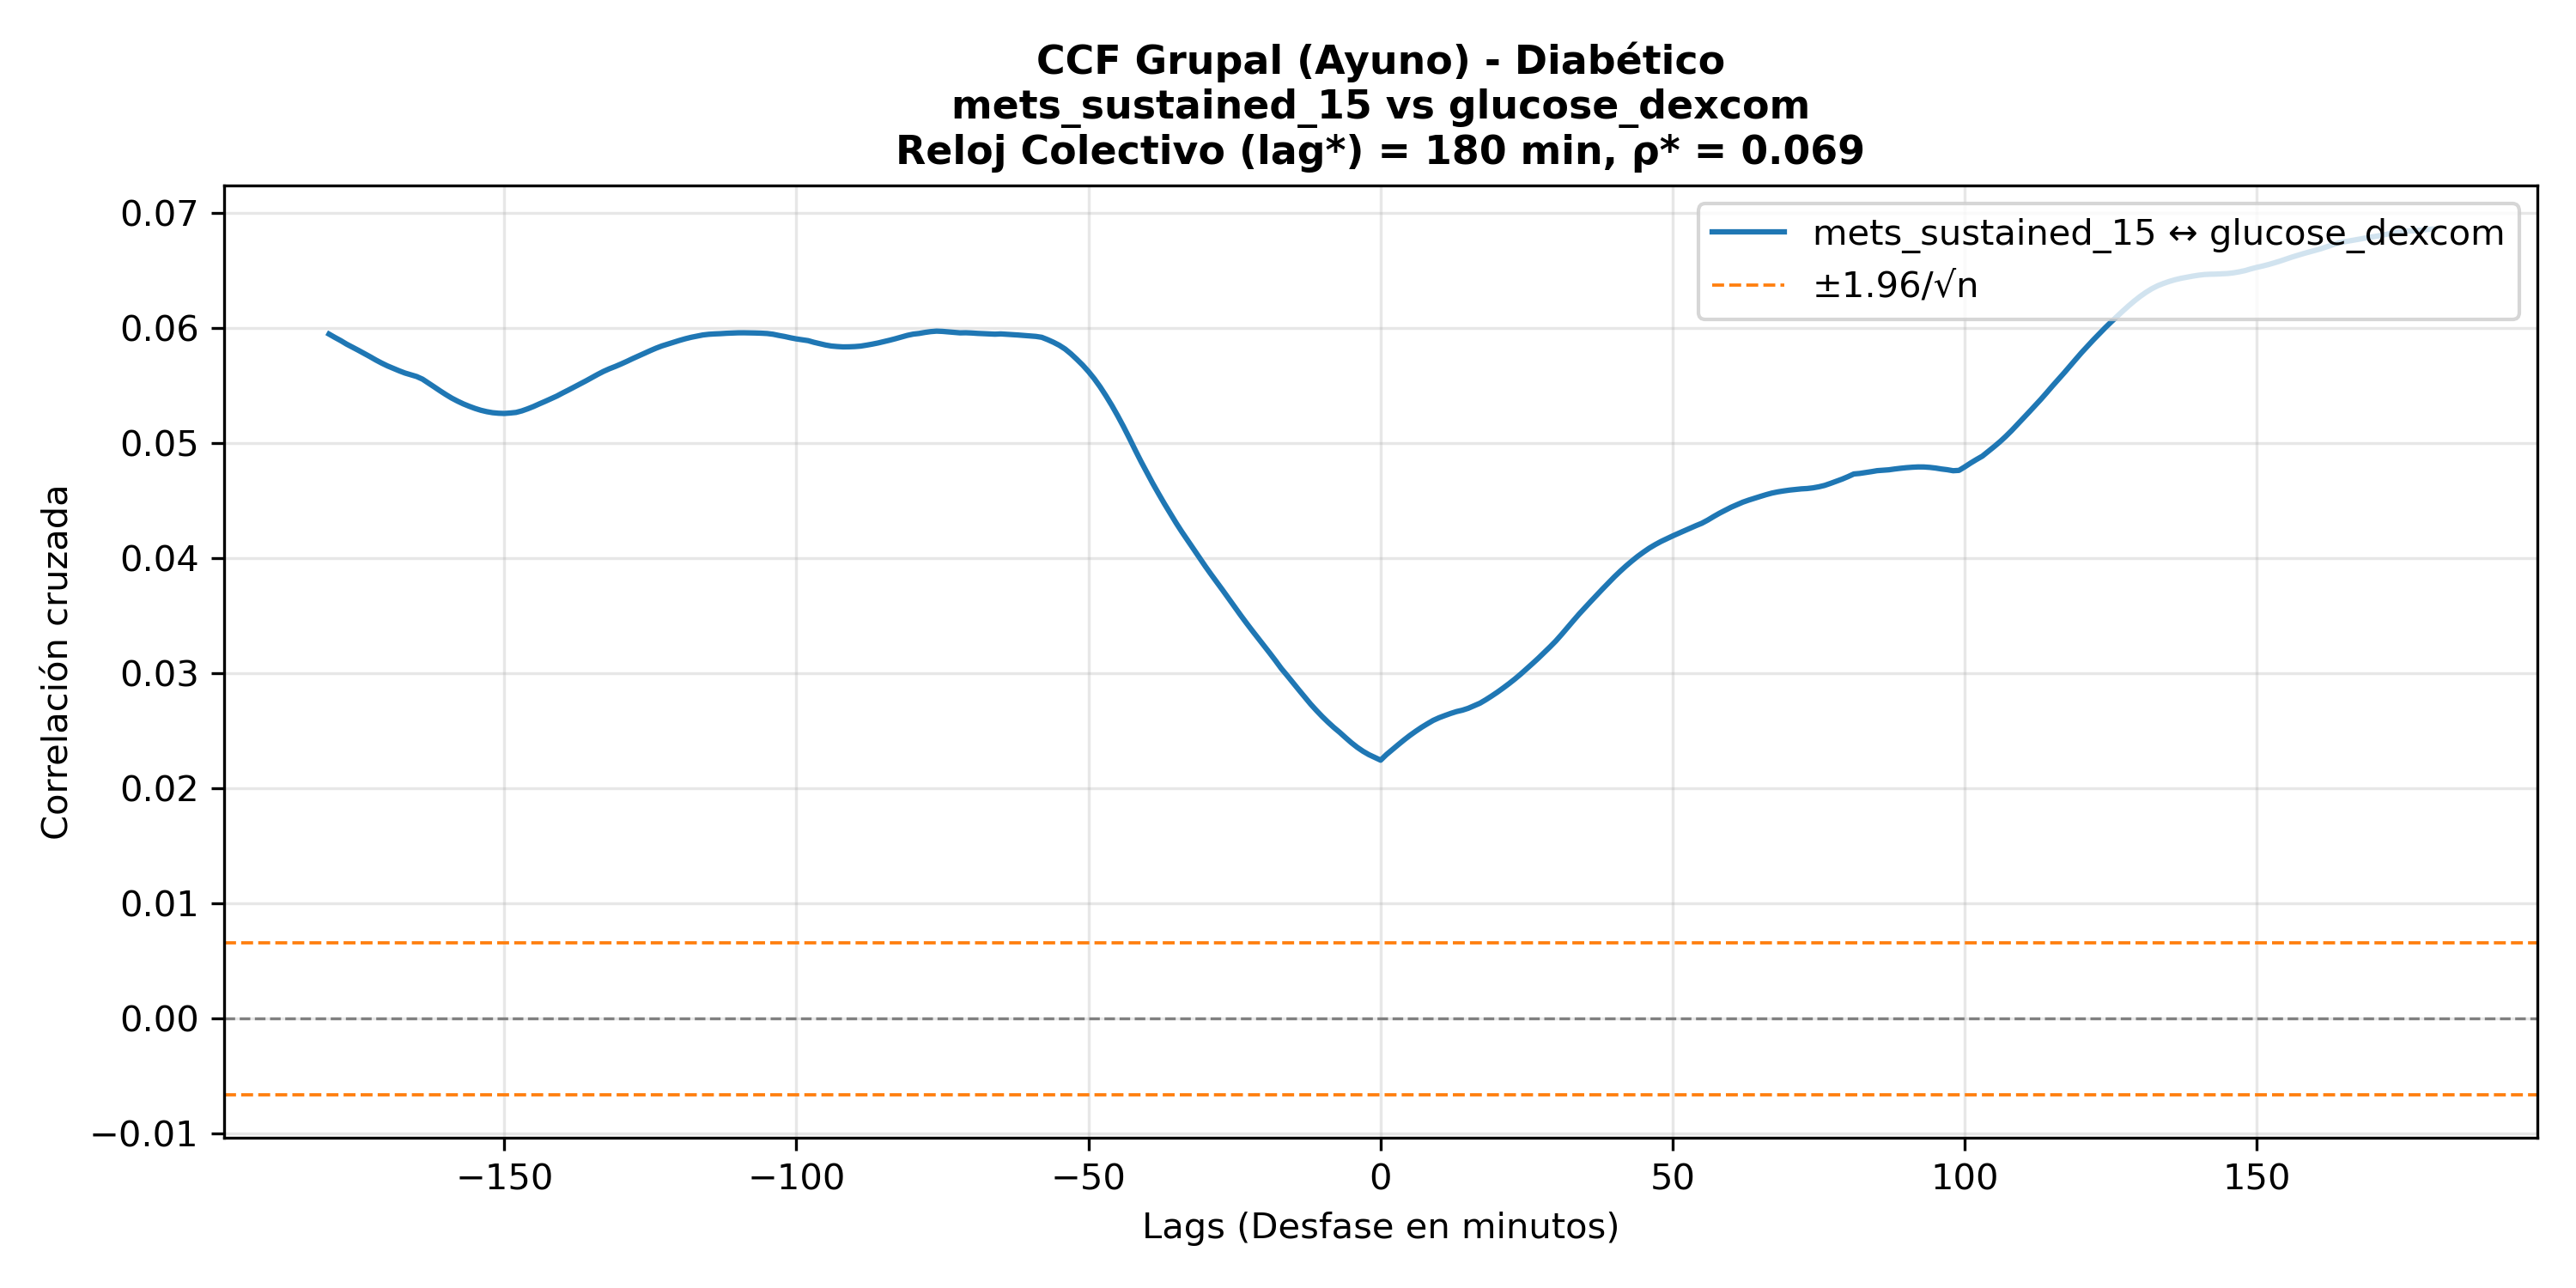 CCF Grupal (Ayuno) - Diabético
mets_sustained_15 vs glucose_dexcom
Reloj Colectivo (lag*) = 180 min, ρ* = 0.069
mets_sustained_15 ↔ glucose_dexcom
±1.96/√n
Correlación cruzada
0.07
0.06
0.05
0.04
0.03
0.02
0.01
0.00
−0.01
−150
−100
−50
0
50
100
150
Lags (Desfase en minutos)